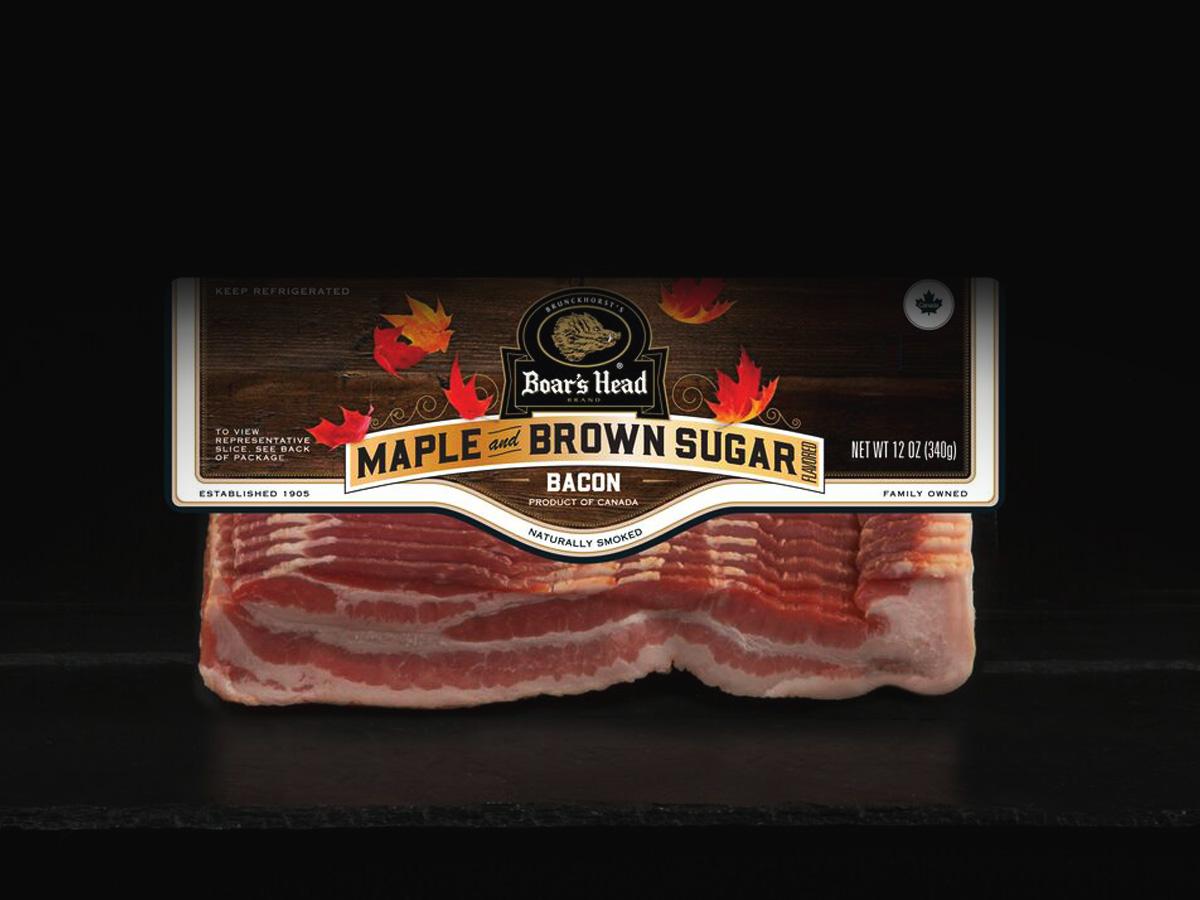 KEEP REFRIGERATED
BRUNCKHORST'S
Boar's Head®
BRAND
TO VIEW
REPRESENTATIVE
SLICE, SEE BACK
OF PACKAGE
MAPLE and BROWN SUGAR
FLAVORED
NET WT 12 OZ (340g)
BACON
PRODUCT OF CANADA
ESTABLISHED 1905
FAMILY OWNED
NATURALLY SMOKED